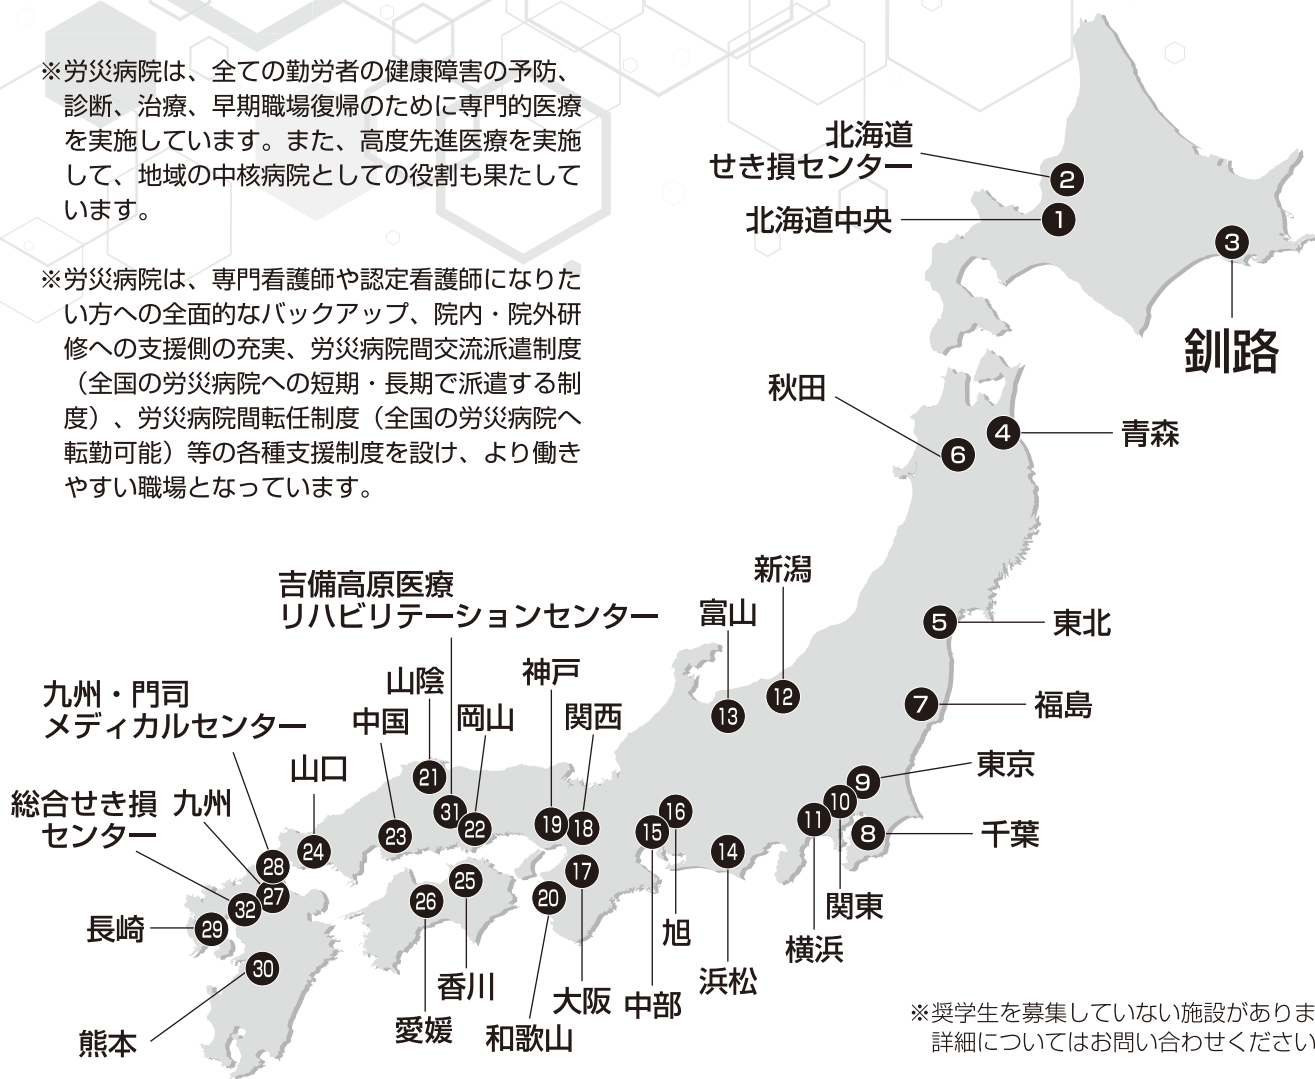 ※労災病院は、全ての勤労者の健康障害の予防、
診断、治療、早期職場復帰のために専門的医療
を実施しています。また、高度先進医療を実施
して、地域の中核病院としての役割も果たして
います。
※労災病院は、専門看護師や認定看護師になりた
い方への全面的なバックアップ、院内・院外研
修への支援側の充実、労災病院間交流派遣制度
（全国の労災病院への短期・長期で派遣する制
度）、労災病院間転任制度（全国の労災病院へ
転勤可能）等の各種支援制度を設け、より働き
やすい職場となっています。
北海道
せき損センター
2
北海道中央
1
3
釧路
秋田
6
4
青森
5
東北
新潟
12
富山
13
7
福島
9
東京
10
関東
11
横浜
8
千葉
14
浜松
16
旭
15
中部
吉備高原医療
リハビリテーションセンター
31
神戸
19
関西
18
山陰
21
岡山
22
中国
23
17
大阪
20
和歌山
25
香川
26
愛媛
九州・門司
メディカルセンター
28
山口
24
総合せき損
センター
32
九州
27
長崎
29
30
熊本
※奨学生を募集していない施設がありま
詳細についてはお問い合わせください